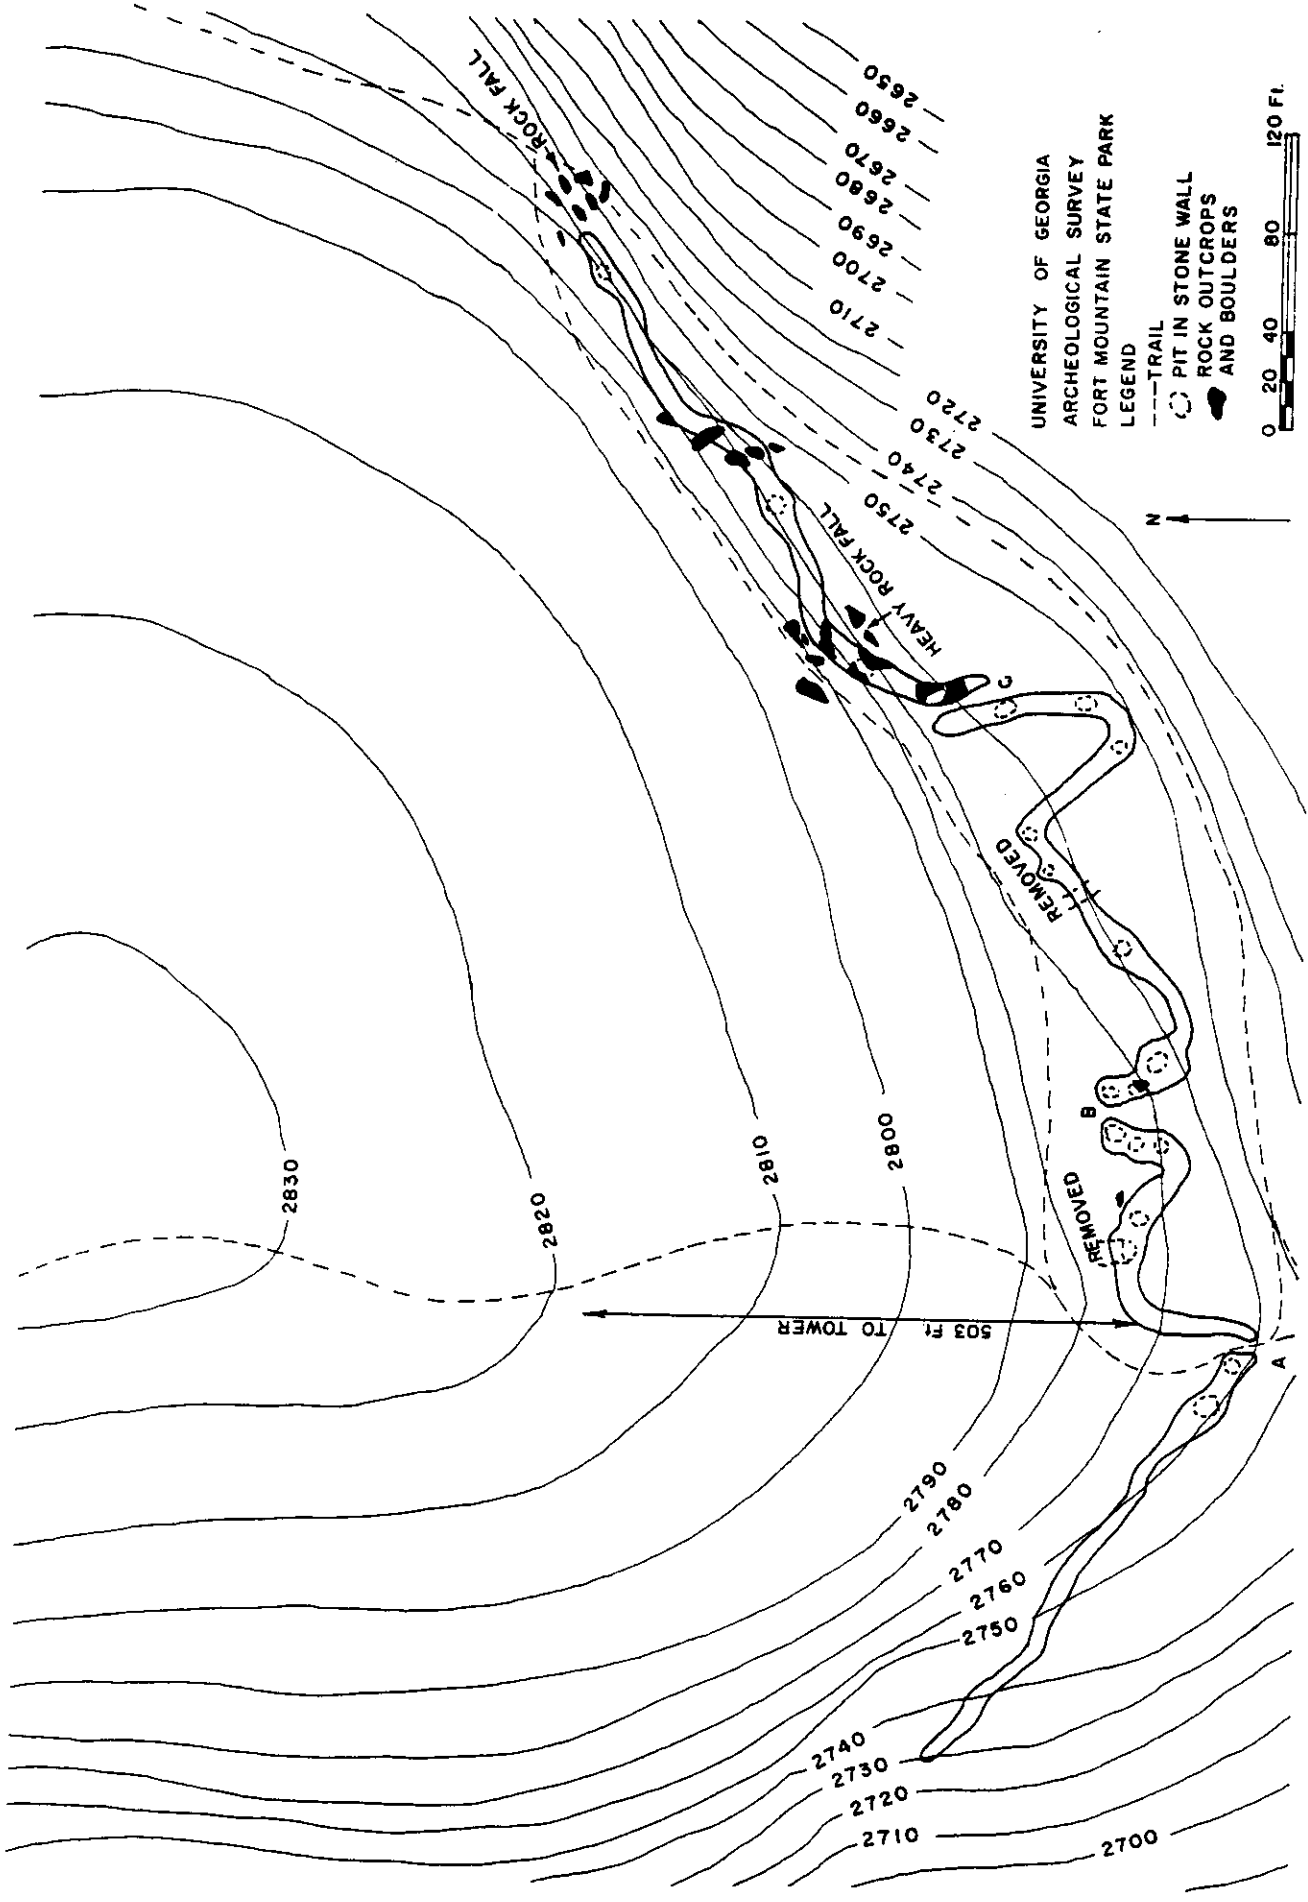 ROCK FALL
2650
2660
2670
2680
2690
2700
2710
2720
2730
2740
2750
HEAVY ROCK FALL
C
REMOVED
B
REMOVED
A
2830
2820
2810
2800
503 Ft. TO TOWER
2790
2780
2770
2760
2750
2740
2730
2720
2710
2700
N
UNIVERSITY OF GEORGIA
ARCHEOLOGICAL SURVEY
FORT MOUNTAIN STATE PARK
LEGEND
---TRAIL
PIT IN STONE WALL
ROCK OUTCROPS
AND BOULDERS
0 20 40 80 120 Ft.